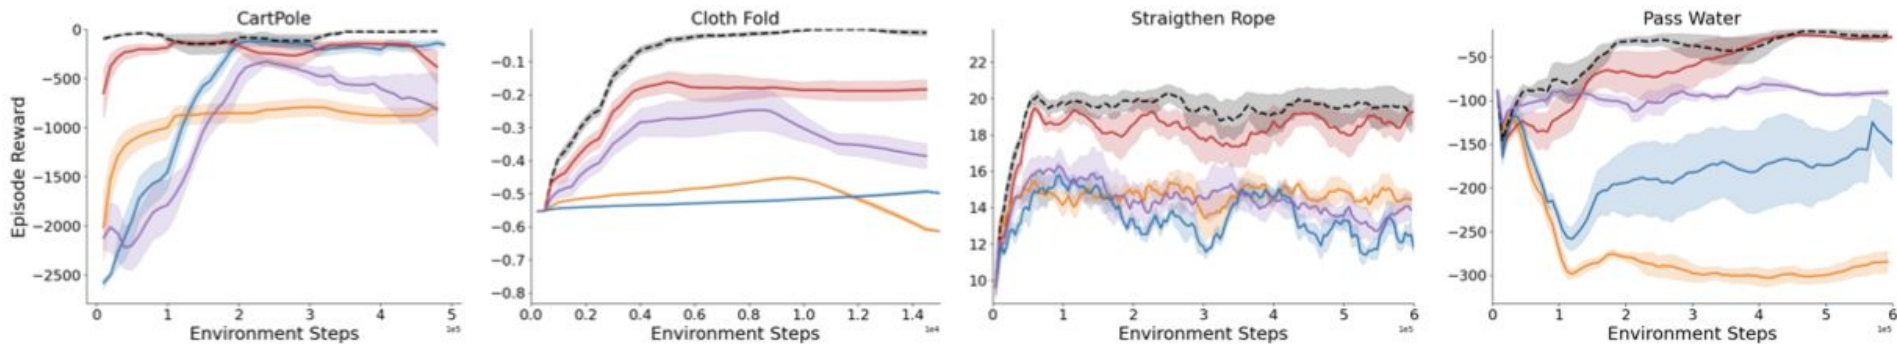 CartPole
Cloth Fold
Straigthen Rope
Pass Water
Episode Reward
0
−500
−1000
−1500
−2000
−2500
0 1 2 3 4 5
1e5
Environment Steps
−0.1
−0.2
−0.3
−0.4
−0.5
−0.6
−0.7
−0.8
0.0 0.2 0.4 0.6 0.8 1.0 1.2 1.4
1e4
Environment Steps
22
20
18
16
14
12
10
0 1 2 3 4 5 6
1e5
Environment Steps
−50
−100
−150
−200
−250
−300
0 1 2 3 4 5 6
1e5
Environment Steps